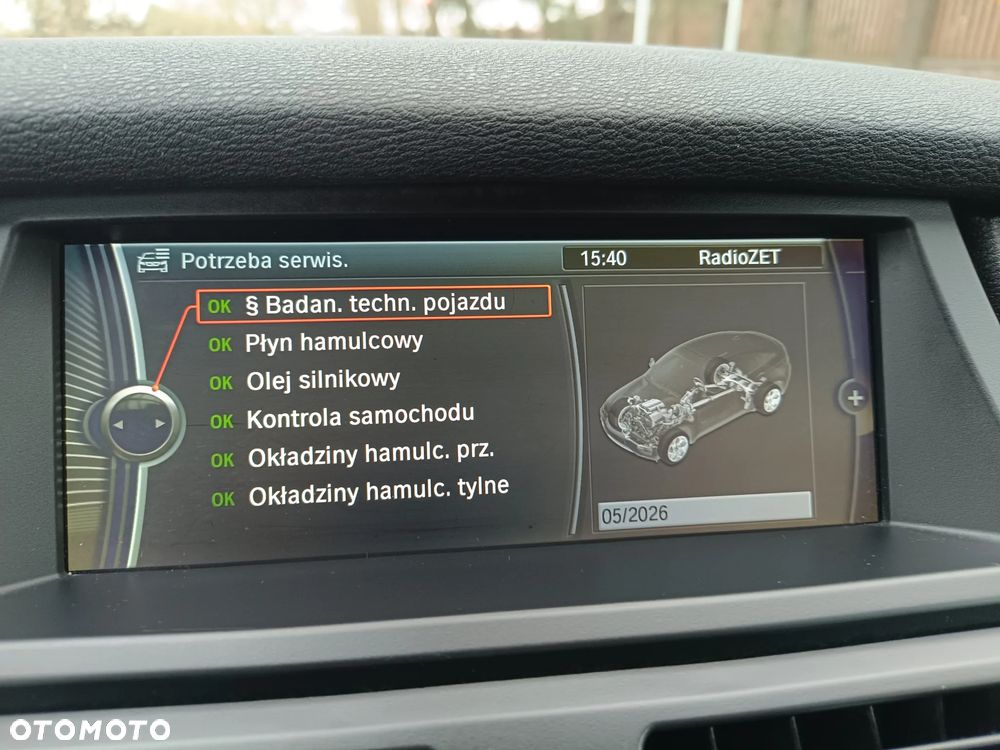 Potrzeba serwis.
15:40 RadioZET
OK § Badan. techn. pojazdu
OK Płyn hamulcowy
OK Olej silnikowy
OK Kontrola samochodu
OK Okładziny hamulc. prz.
OK Okładziny hamulc. tylne
05/2026
OTOMOTO